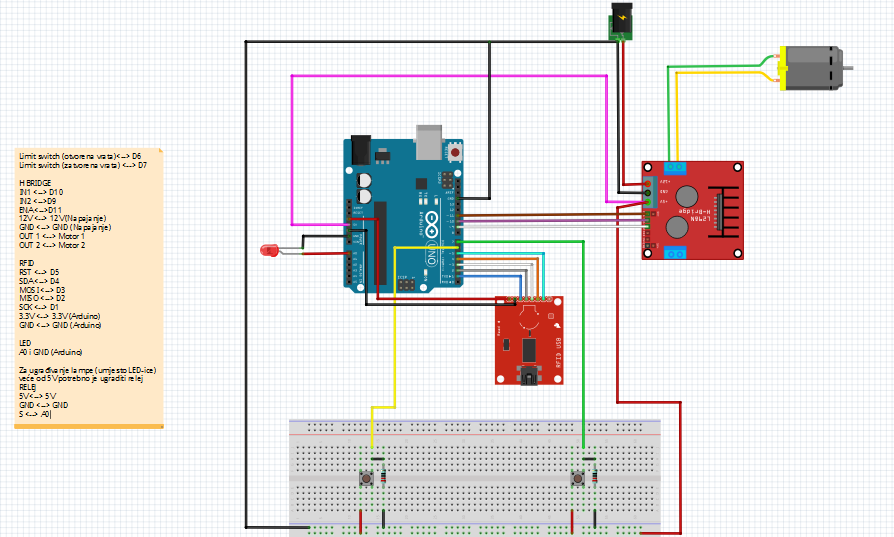 Limit switch (otvorena vrata)<--> D6
Limit switch (zatvorena vrata) <--> D7
H BRIDGE
IN1 <--> D10
IN2 <--> D9
ENA<--> D11
12V <--> 12V(Napajanje)
GND <--> GND (Napajanje)
OUT 1 <--> Motor 1
OUT 2 <--> Motor 2
RFID
RST <--> D5
SDA<--> D4
MOSI <--> D3
MISO <--> D2
SCK <--> D1
3.3V <--> 3.3V(Arduino)
GND <--> GND (Arduino)
LED
A0 i GND (Arduino)
Za ugrađivanje lampe (umjesto LED-ice)
veće od 5V potrebno je ugraditi relej
RELEJ
5V <--> 5V
GND <--> GND
S <--> A0
UNO
L298N
H-Bridge
RFID USB